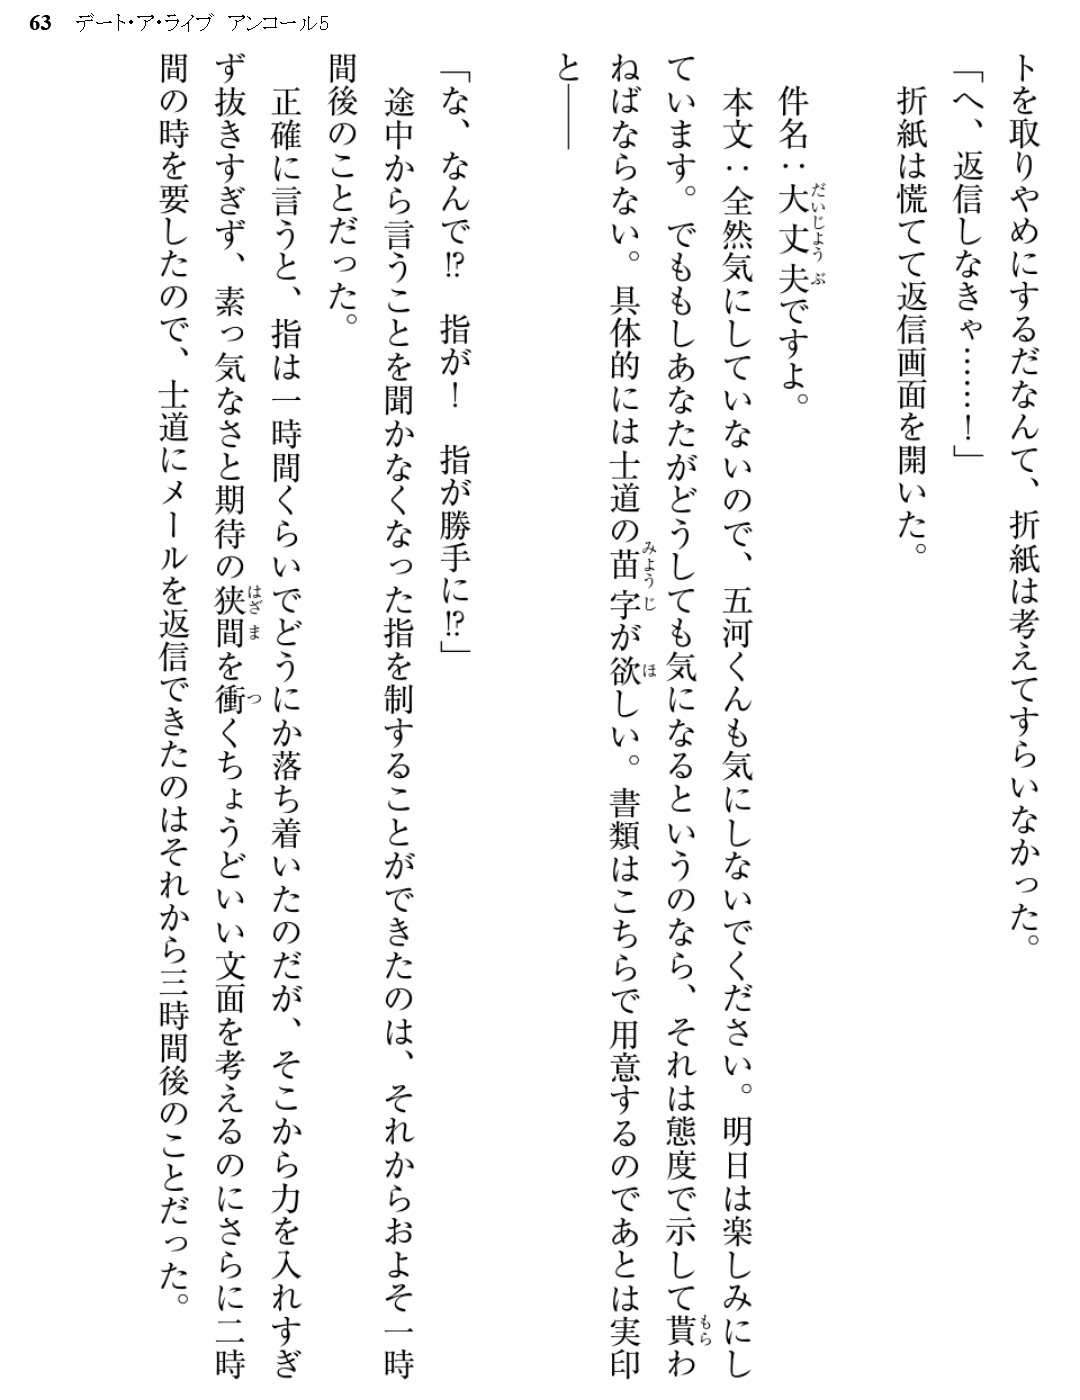 63 デート・ア・ライブ アンコール5
トを取りやめにするだなんて、折紙は考えてすらいなかった。
「へ、返信しなきゃ……！」
折紙は慌てて返信画面を開いた。
件名：大丈夫ですよ。
だいじょうぶ
本文：全然気にしていないので、五河くんも気にしないでください。明日は楽しみにし
ています。でももしあなたがどうしても気になるというのなら、それは態度で示して貰わ
もら
ねばならない。具体的には士道の苗字が欲しい。書類はこちらで用意するのであとは実印
みようじ
ほ
と――
「な、なんで!?　指が！　指が勝手に!?」
途中から言うことを聞かなくなった指を制することができたのは、それからおよそ一時
間後のことだった。
正確に言うと、指は一時間くらいでどうにか落ち着いたのだが、そこから力を入れすぎ
ず抜きすぎず、素っ気なさと期待の狭間を衝くちょうどいい文面を考えるのにさらに二時
はざま
つ
間の時を要したので、士道にメールを返信できたのはそれから三時間後のことだった。